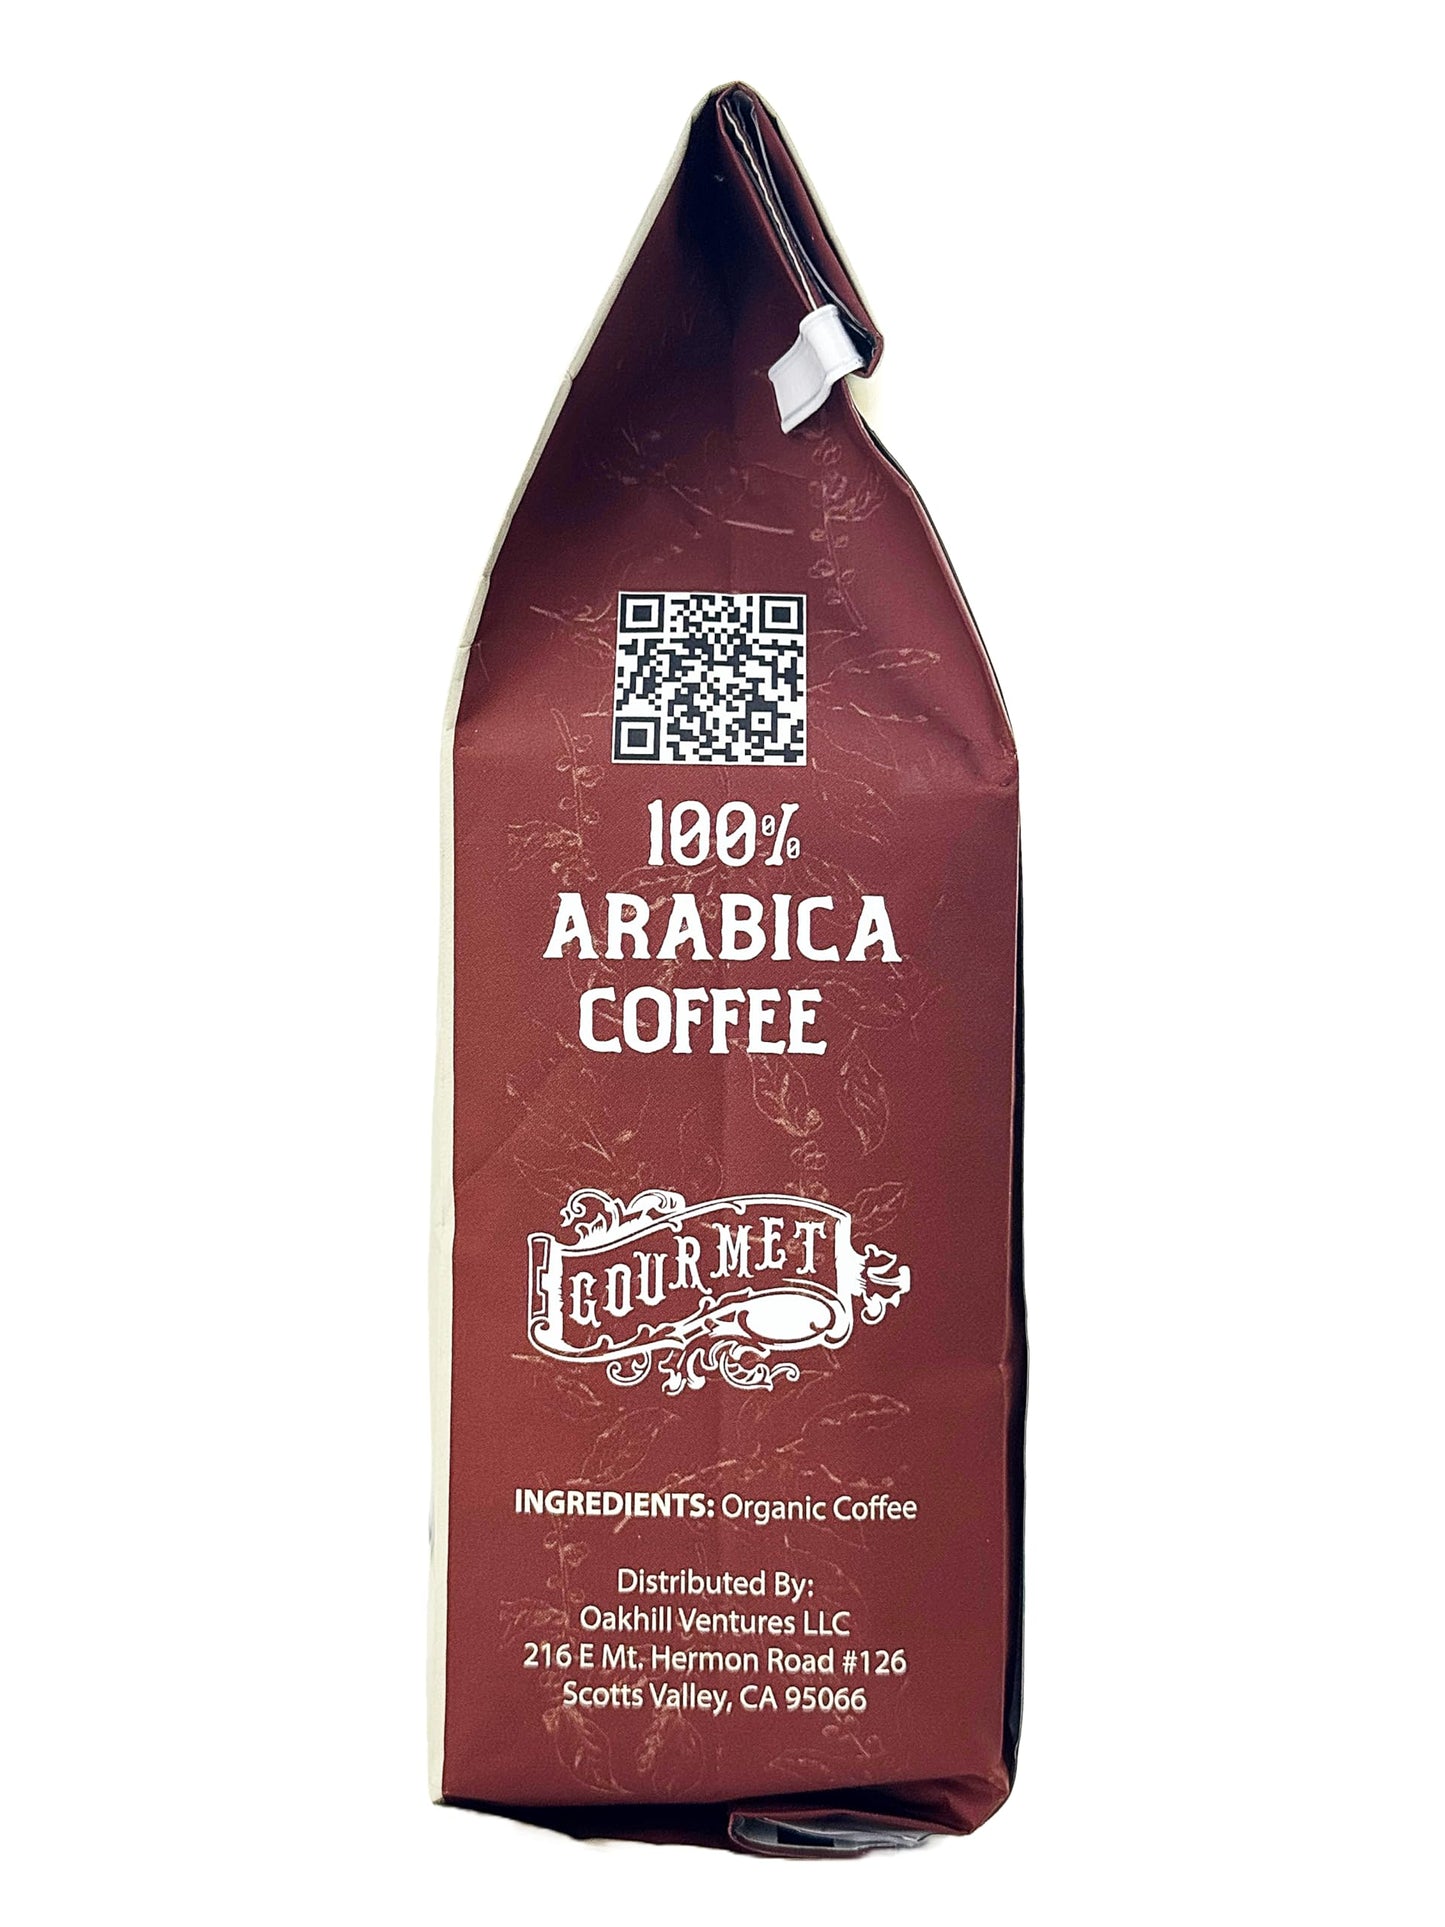 100%
ARABICA
COFFEE
GOURMET
INGREDIENTS: Organic Coffee
Distributed By:
Oakhill Ventures LLC
216 E Mt. Hermon Road #126
Scotts Valley, CA 95066